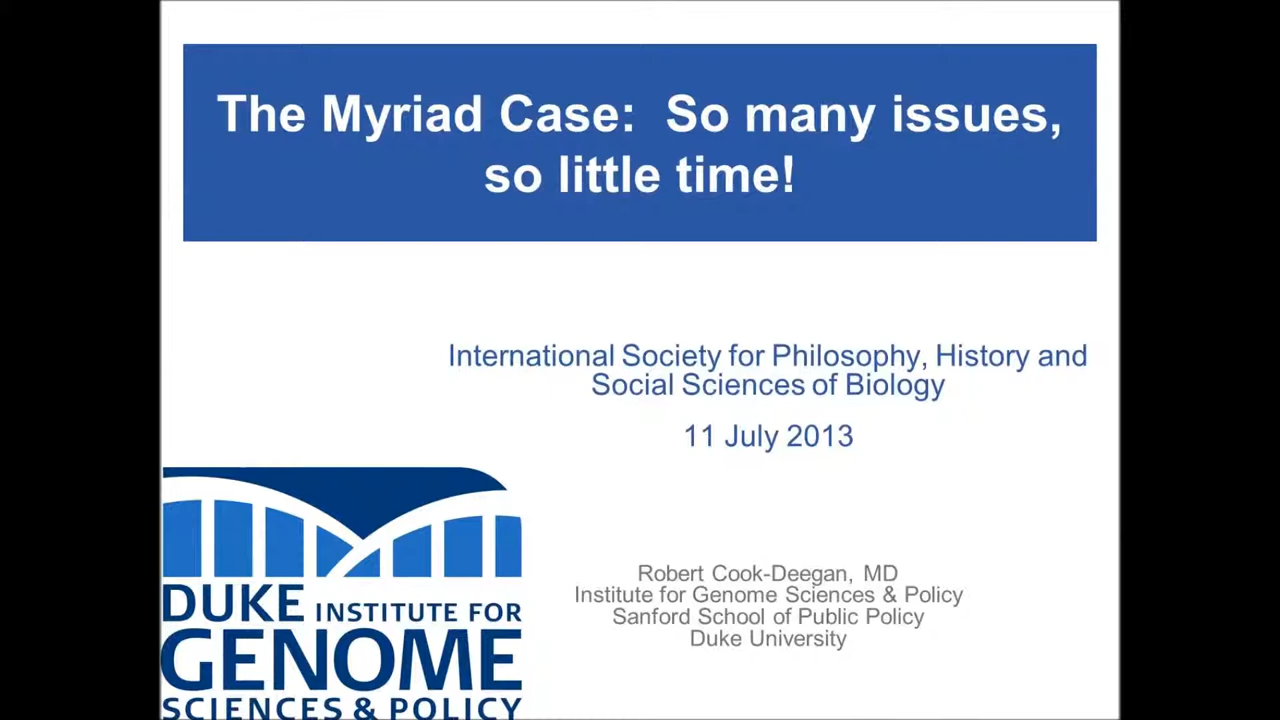 The Myriad Case: So many issues,
so little time!
International Society for Philosophy, History and
Social Sciences of Biology
11 July 2013
Robert Cook-Deegan, MD
Institute for Genome Sciences & Policy
Sanford School of Public Policy
Duke University
DUKE INSTITUTE FOR
GENOME
SCIENCES & POLICY